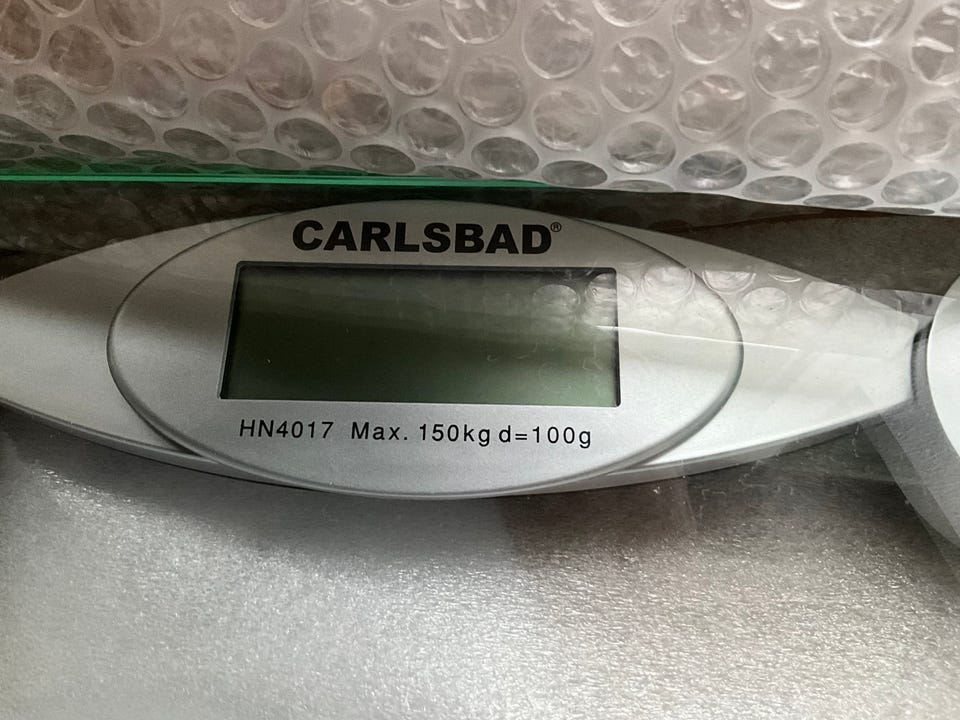 CARLSBAD®
HN4017 Max. 150kg d=100g